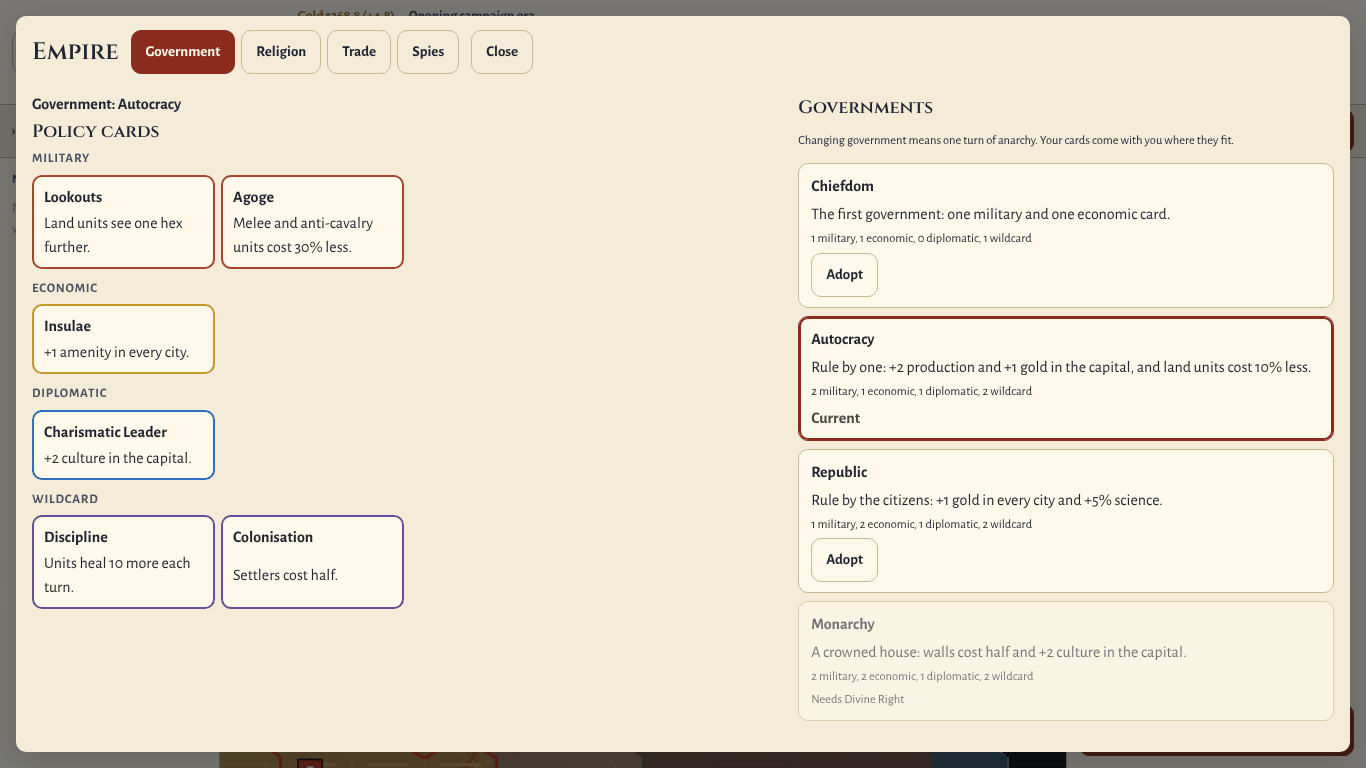 Empire
Government
Religion
Trade
Spies
Close
Government: Autocracy
Policy cards
MILITARY
Lookouts
Land units see one hex
further.
Agoge
Melee and anti-cavalry
units cost 30% less.
ECONOMIC
Insulae
+1 amenity in every city.
DIPLOMATIC
Charismatic Leader
+2 culture in the capital.
WILDCARD
Discipline
Units heal 10 more each
turn.
Colonisation
Settlers cost half.
Governments
Changing government means one turn of anarchy. Your cards come with you where they fit.
Chiefdom
The first government: one military and one economic card.
1 military, 1 economic, 0 diplomatic, 1 wildcard
Adopt
Autocracy
Rule by one: +2 production and +1 gold in the capital, and land units cost 10% less.
2 military, 1 economic, 1 diplomatic, 2 wildcard
Current
Republic
Rule by the citizens: +1 gold in every city and +5% science.
1 military, 2 economic, 1 diplomatic, 2 wildcard
Adopt
Monarchy
A crowned house: walls cost half and +2 culture in the capital.
2 military, 2 economic, 1 diplomatic, 2 wildcard
Needs Divine Right